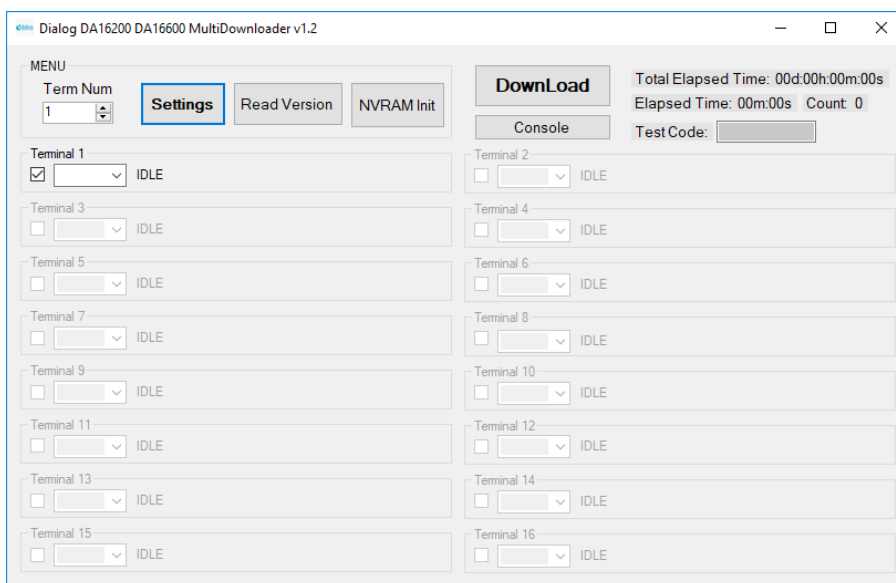 Dialog DA16200 DA16600 MultiDownloader v1.2
MENU
Term Num
1
Settings
Read Version
NVRAM Init
DownLoad
Console
Total Elapsed Time: 00d:00h:00m:00s
Elapsed Time: 00m:00s Count: 0
Test Code:
Terminal 1
IDLE
Terminal 2
IDLE
Terminal 3
IDLE
Terminal 4
IDLE
Terminal 5
IDLE
Terminal 6
IDLE
Terminal 7
IDLE
Terminal 8
IDLE
Terminal 9
IDLE
Terminal 10
IDLE
Terminal 11
IDLE
Terminal 12
IDLE
Terminal 13
IDLE
Terminal 14
IDLE
Terminal 15
IDLE
Terminal 16
IDLE